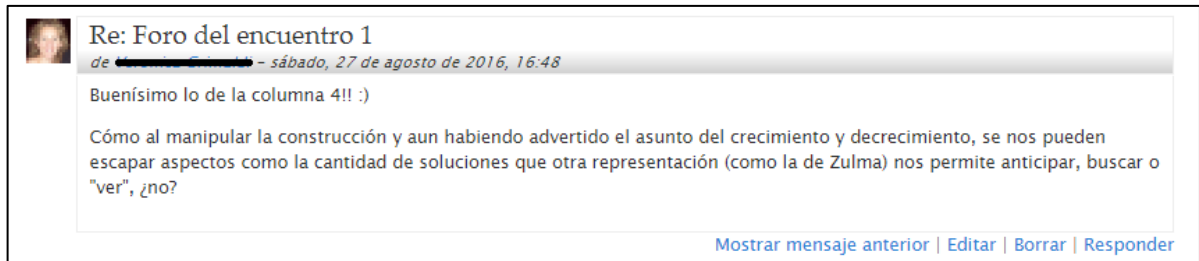 Re: Foro del encuentro 1
de – sábado, 27 de agosto de 2016, 16:48
Buenísimo lo de la columna 4!! :)
Cómo al manipular la construcción y aun habiendo advertido el asunto del crecimiento y decrecimiento, se nos pueden
escapar aspectos como la cantidad de soluciones que otra representación (como la de Zulma) nos permite anticipar, buscar o
"ver", ¿no?
Mostrar mensaje anterior | Editar | Borrar | Responder